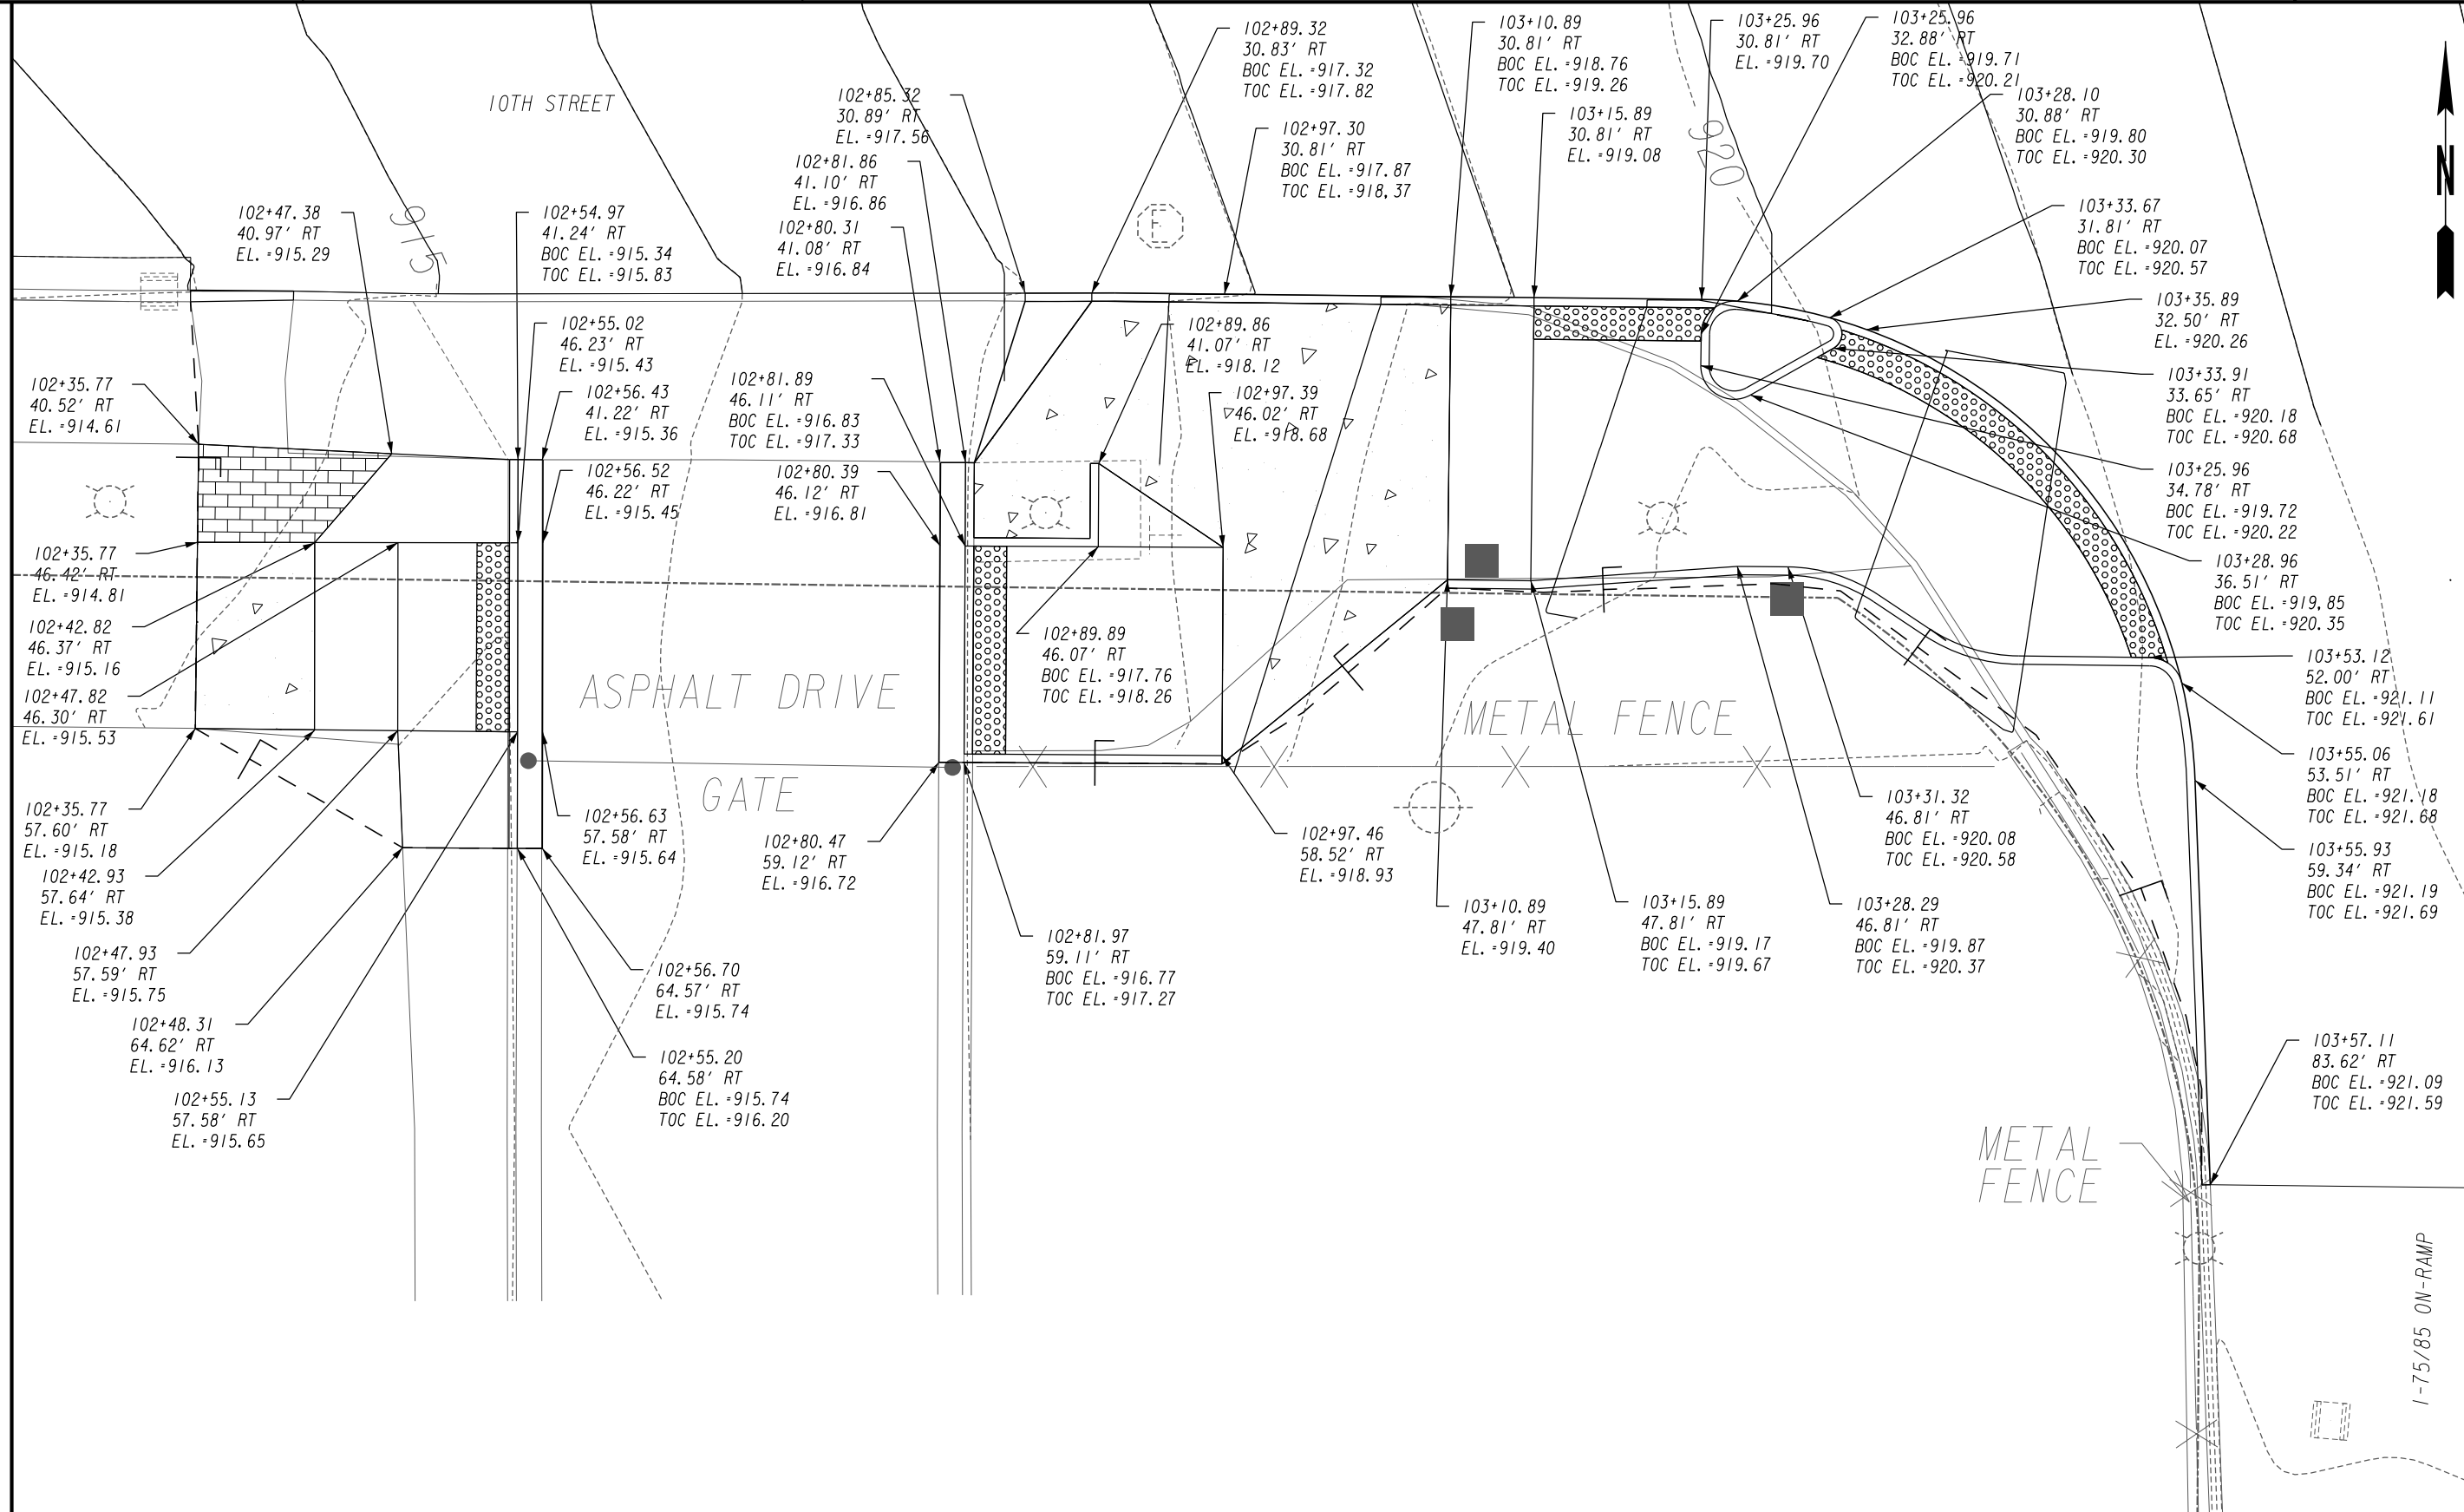 102+89.32
30.83' RT
BOC EL.=917.32
TOC EL.=917.82
103+10.89
30.81' RT
BOC EL.=918.76
TOC EL.=919.26
103+25.96
30.81' RT
EL.=919.70
103+25.96
32.88' RT
BOC EL.=919.71
TOC EL.=920.21
10TH STREET
102+85.32
30.89' RT
EL.=917.56
102+97.30
30.81' RT
BOC EL.=917.87
TOC EL.=918,37
103+15.89
30.81' RT
EL.=919.08
920
103+28.10
30.88' RT
BOC EL.=919.80
TOC EL.=920.30
N
102+81.86
41.10' RT
EL.=916.86
102+47.38
40.97' RT
EL.=915.29
915
102+54.97
41.24' RT
BOC EL.=915.34
TOC EL.=915.83
102+80.31
41.08' RT
EL.=916.84
E
103+33.67
31.81' RT
BOC EL.=920.07
TOC EL.=920.57
103+35.89
32.50' RT
EL.=920.26
102+55.02
46.23' RT
EL.=915.43
102+89.86
41.07' RT
EL.=918.12
102+35.77
40.52' RT
EL.=914.61
102+56.43
41.22' RT
EL.=915.36
102+81.89
46.11' RT
BOC EL.=916.83
TOC EL.=917.33
102+97.39
46.02' RT
EL.=918.68
103+33.91
33.65' RT
BOC EL.=920.18
TOC EL.=920.68
102+56.52
46.22' RT
EL.=915.45
102+80.39
46.12' RT
EL.=916.81
103+25.96
34.78' RT
BOC EL.=919.72
TOC EL.=920.22
102+35.77
46.42' RT
EL.=914.81
103+28.96
36.51' RT
BOC EL.=919,85
TOC EL.=920.35
102+42.82
46.37' RT
EL.=915.16
102+89.89
46.07' RT
BOC EL.=917.76
TOC EL.=918.26
103+53.12
52.00' RT
BOC EL.=921.11
TOC EL.=921.61
102+47.82
46.30' RT
EL.=915.53
ASPHALT DRIVE
METAL FENCE
GATE
103+55.06
53.51' RT
BOC EL.=921.18
TOC EL.=921.68
102+35.77
57.60' RT
EL.=915.18
102+56.63
57.58' RT
EL.=915.64
102+80.47
59.12' RT
EL.=916.72
102+97.46
58.52' RT
EL.=918.93
103+31.32
46.81' RT
BOC EL.=920.08
TOC EL.=920.58
103+55.93
59.34' RT
BOC EL.=921.19
TOC EL.=921.69
102+42.93
57.64' RT
EL.=915.38
103+10.89
47.81' RT
EL.=919.40
103+15.89
47.81' RT
BOC EL.=919.17
TOC EL.=919.67
103+28.29
46.81' RT
BOC EL.=919.87
TOC EL.=920.37
102+47.93
57.59' RT
EL.=915.75
102+81.97
59.11' RT
BOC EL.=916.77
TOC EL.=917.27
102+56.70
64.57' RT
EL.=915.74
102+48.31
64.62' RT
EL.=916.13
102+55.20
64.58' RT
BOC EL.=915.74
TOC EL.=916.20
103+57.11
83.62' RT
BOC EL.=921.09
TOC EL.=921.59
102+55.13
57.58' RT
EL.=915.65
METAL
FENCE
I-75/85 ON-RAMP